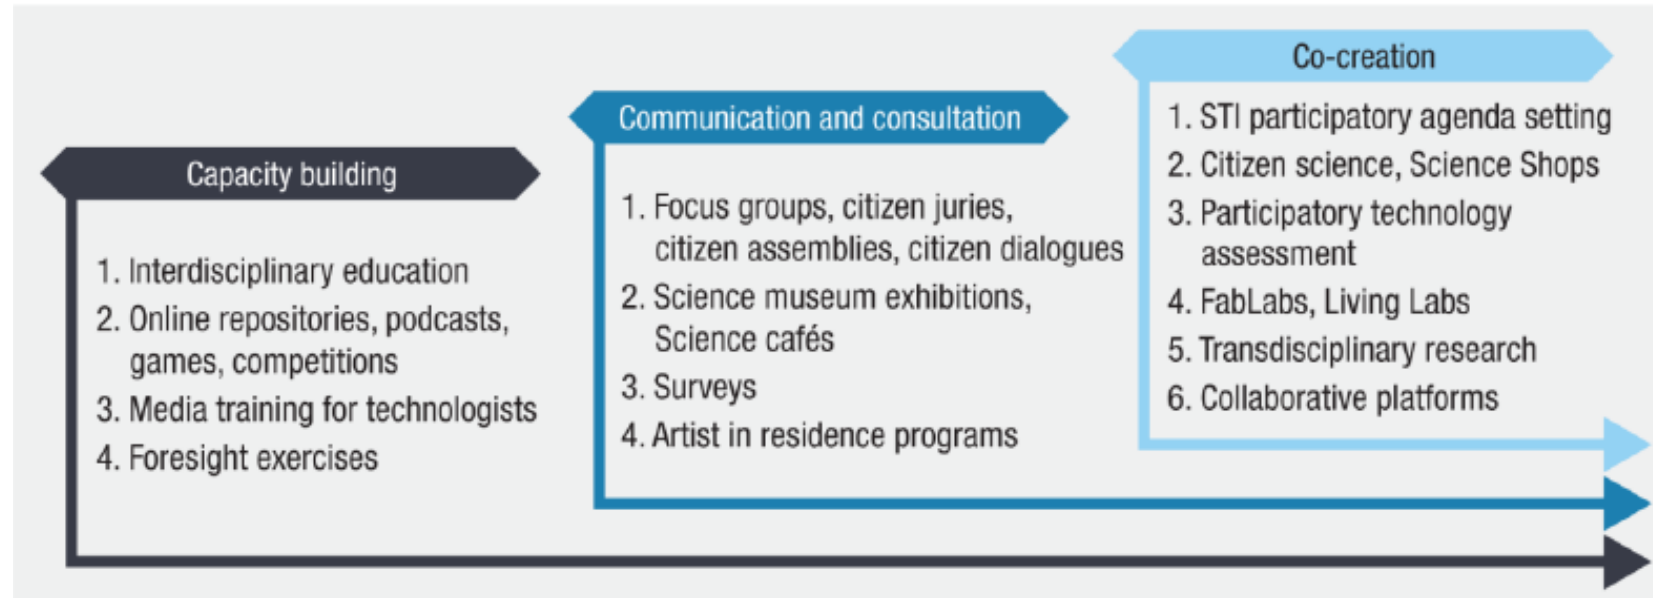 Capacity building
1. Interdisciplinary education
2. Online repositories, podcasts,
games, competitions
3. Media training for technologists
4. Foresight exercises
Communication and consultation
1. Focus groups, citizen juries,
citizen assemblies, citizen dialogues
2. Science museum exhibitions,
Science cafés
3. Surveys
4. Artist in residence programs
Co-creation
1. STI participatory agenda setting
2. Citizen science, Science Shops
3. Participatory technology
assessment
4. FabLabs, Living Labs
5. Transdisciplinary research
6. Collaborative platforms